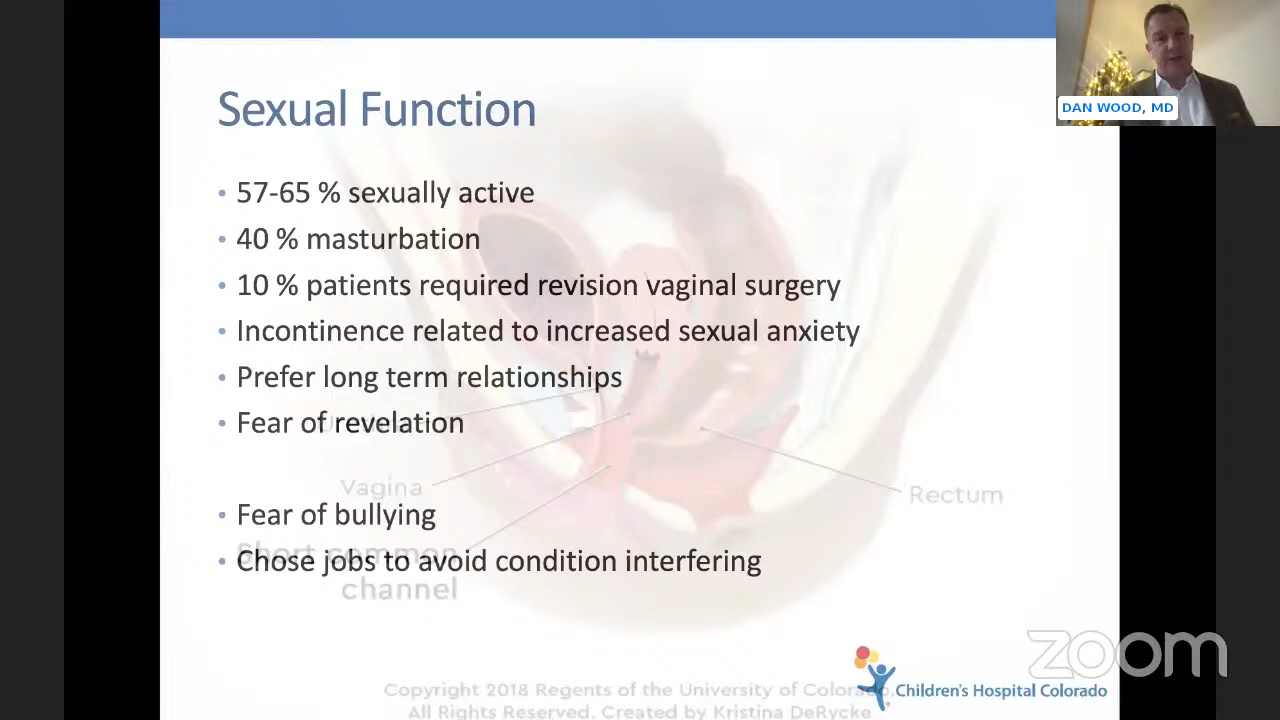 DAN WOOD, MD
Sexual Function
• 57-65 % sexually active
• 40 % masturbation
• 10 % patients required revision vaginal surgery
• Incontinence related to increased sexual anxiety
• Prefer long term relationships
• Fear of revelation
Vagina
Rectum
• Fear of bullying
Short common
• Chose jobs to avoid condition interfering
channel
zoom
Children's Hospital Colorado
Copyright 2018 Regents of the University of Colorado,
All Rights Reserved. Created by Kristina DeRycke